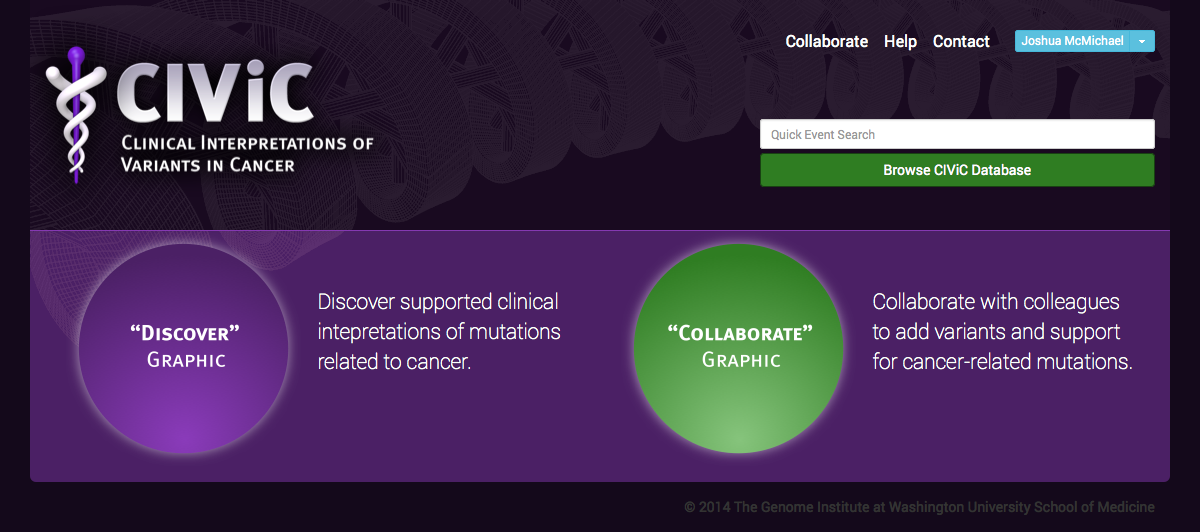 Collaborate Help Contact Joshua McMichael
CIViC
Clinical Interpretations of
Variants in Cancer
Quick Event Search
Browse CIViC Database
“Discover”
Graphic
Discover supported clinical
intepretations of mutations
related to cancer.
“Collaborate”
Graphic
Collaborate with colleagues
to add variants and support
for cancer-related mutations.
© 2014 The Genome Institute at Washington University School of Medicine